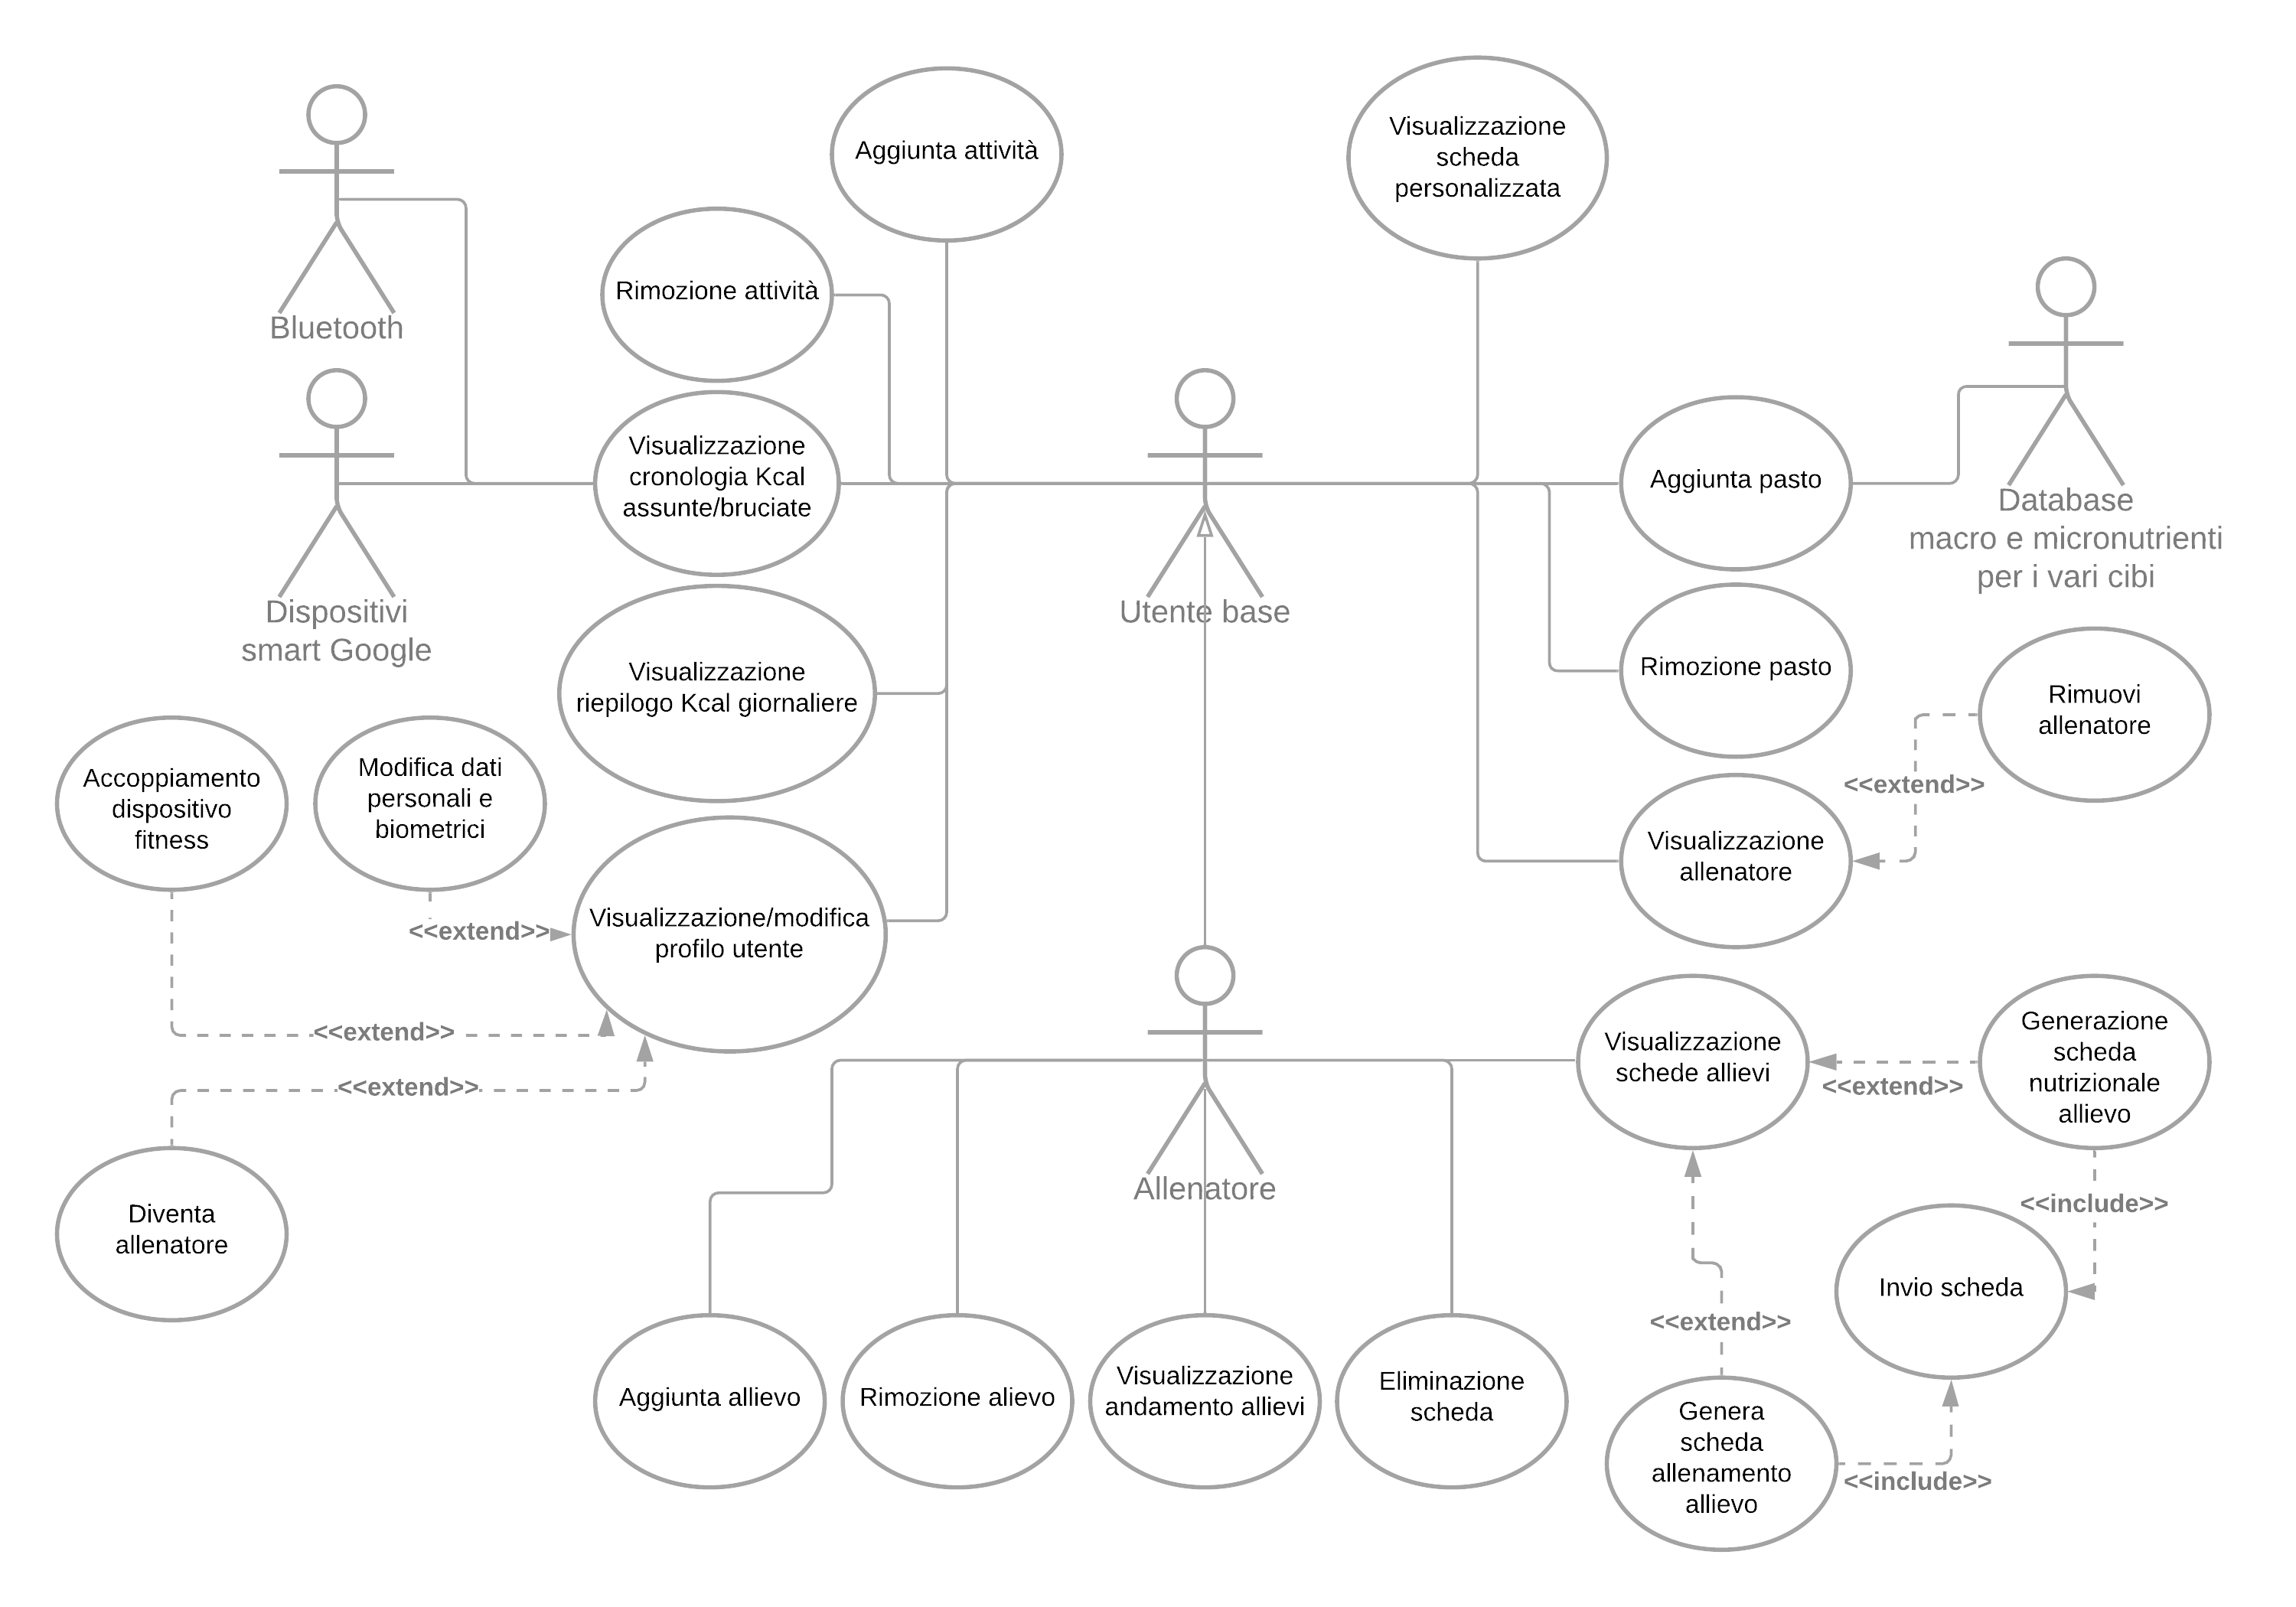 Aggiunta attività
Visualizzazione
scheda
personalizzata
Rimozione attività
Bluetooth
Visualizzazione
cronologia Kcal
assunte/bruciate
Aggiunta pasto
Database
macro e micronutrienti
per i vari cibi
Dispositivi
smart Google
Utente base
Visualizzazione
riepilogo Kcal giornaliere
Rimozione pasto
Rimuovi
allenatore
<<extend>>
Accoppiamento
dispositivo
fitness
Modifica dati
personali e
biometrici
Visualizzazione
allenatore
<<extend>>
Visualizzazione/modifica
profilo utente
<<extend>>
<<extend>>
Visualizzazione
schede allievi
Generazione
scheda
nutrizionale
allievo
<<extend>>
Diventa
allenatore
Allenatore
<<include>>
Invio scheda
<<extend>>
Aggiunta allievo
Rimozione alievo
Visualizzazione
andamento allievi
Eliminazione
scheda
Genera
scheda
allenamento
allievo
<<include>>